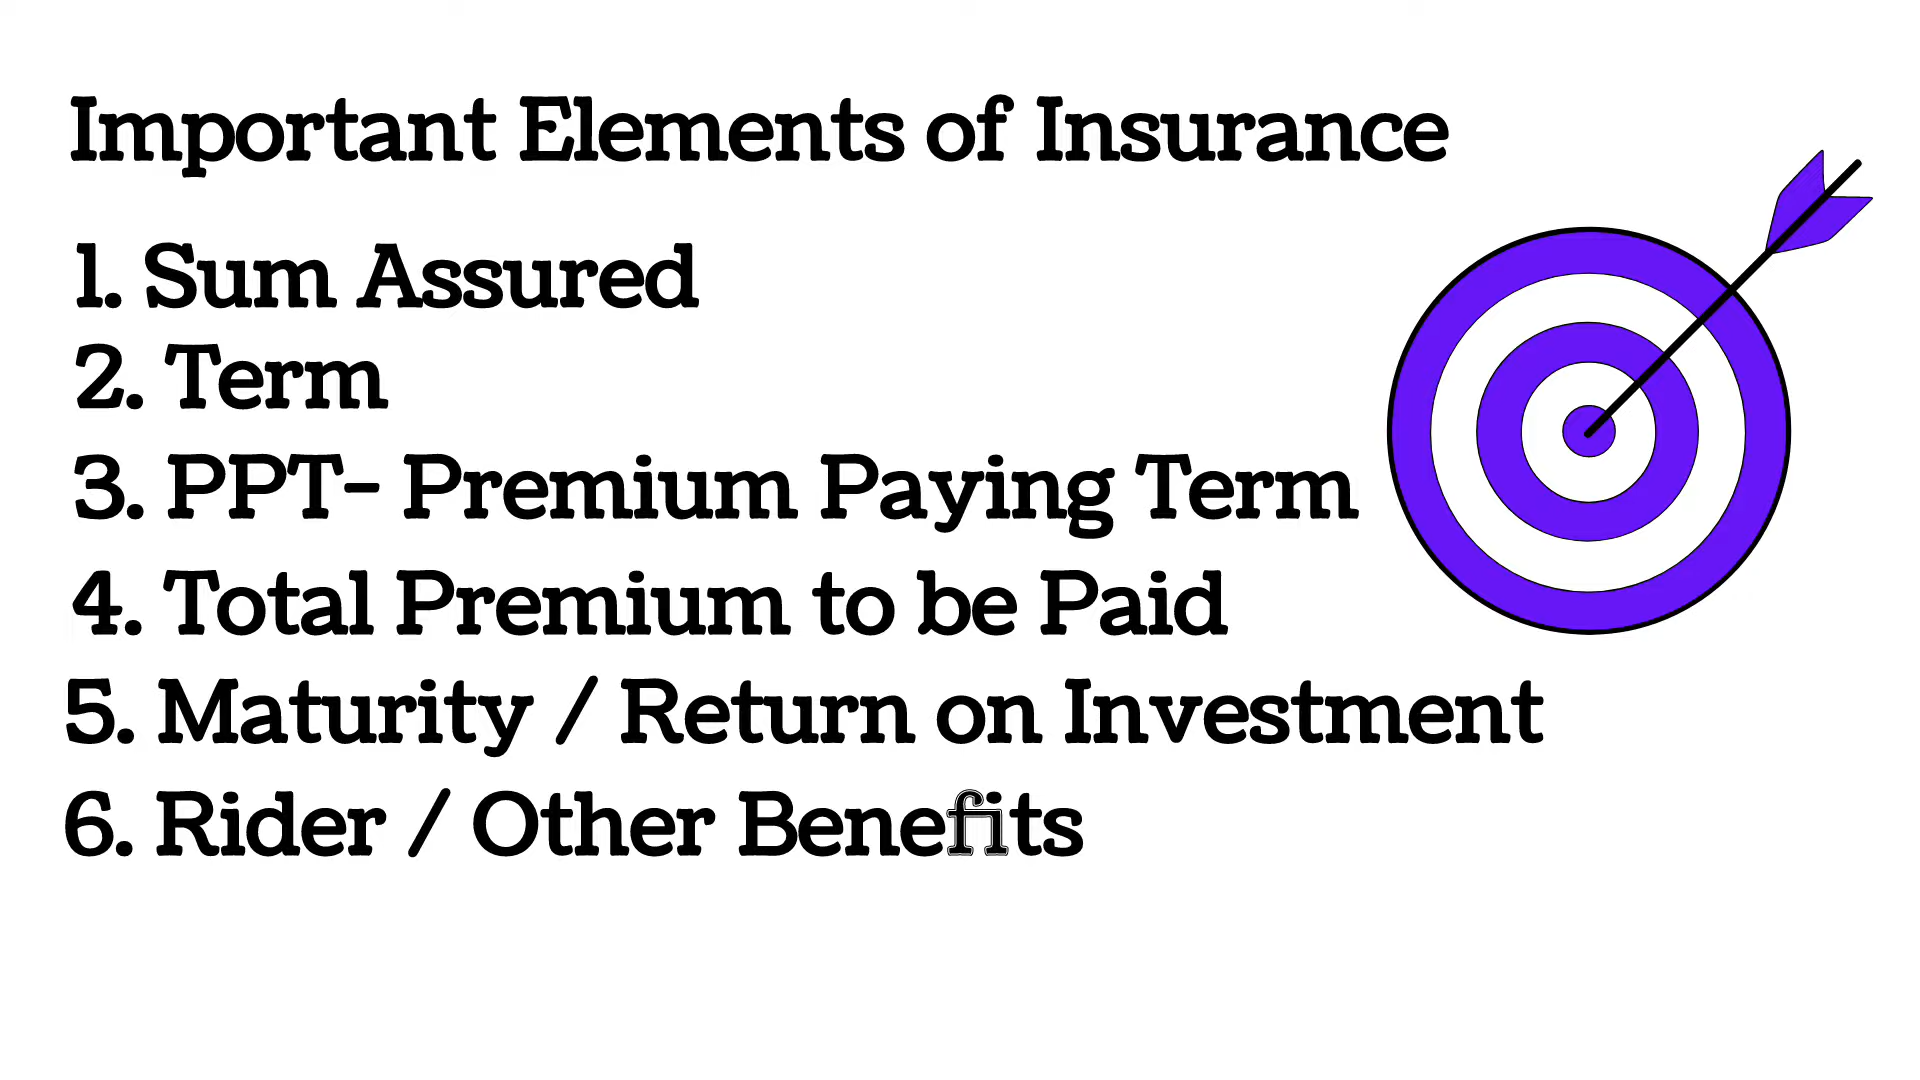 Important Elements of Insurance
1. Sum Assured
2. Term
3. PPT- Premium Paying Term
4. Total Premium to be Paid
5. Maturity / Return on Investment
6. Rider / Other Benefits